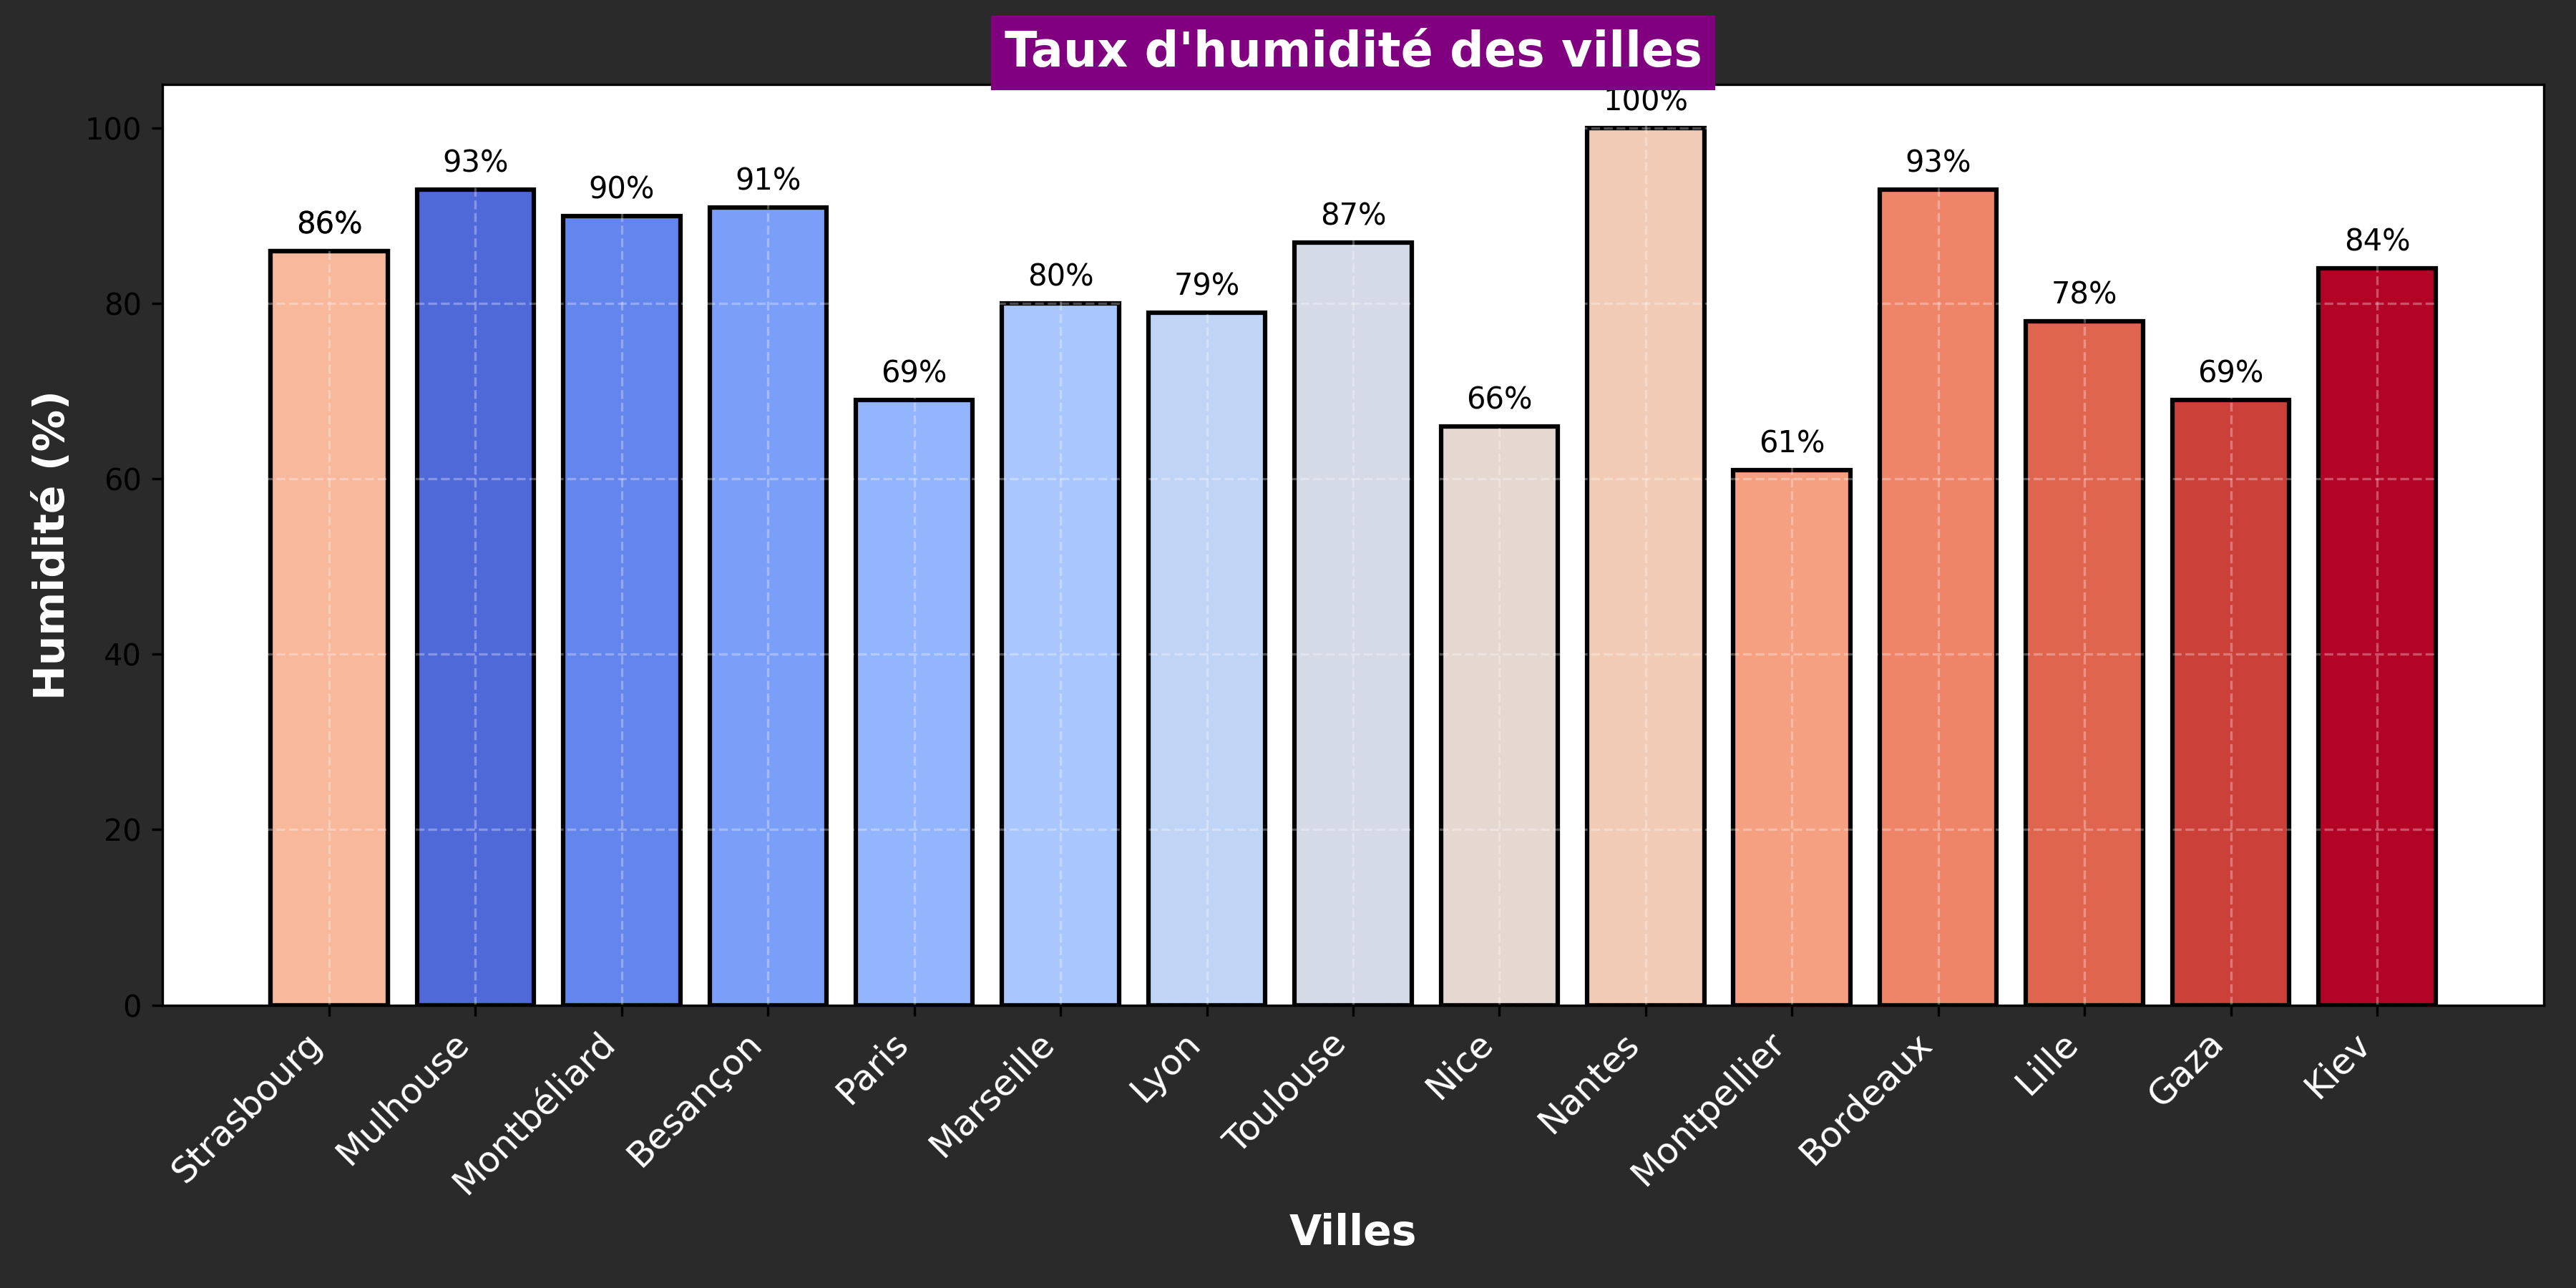 Taux d'humidité des villes
Humidité (%)
100
80
60
40
20
0
86%
93%
90%
91%
69%
80%
79%
87%
66%
100%
61%
93%
78%
69%
84%
Strasbourg
Mulhouse
Montbéliard
Besançon
Paris
Marseille
Lyon
Toulouse
Nice
Nantes
Montpellier
Bordeaux
Lille
Gaza
Kiev
Villes